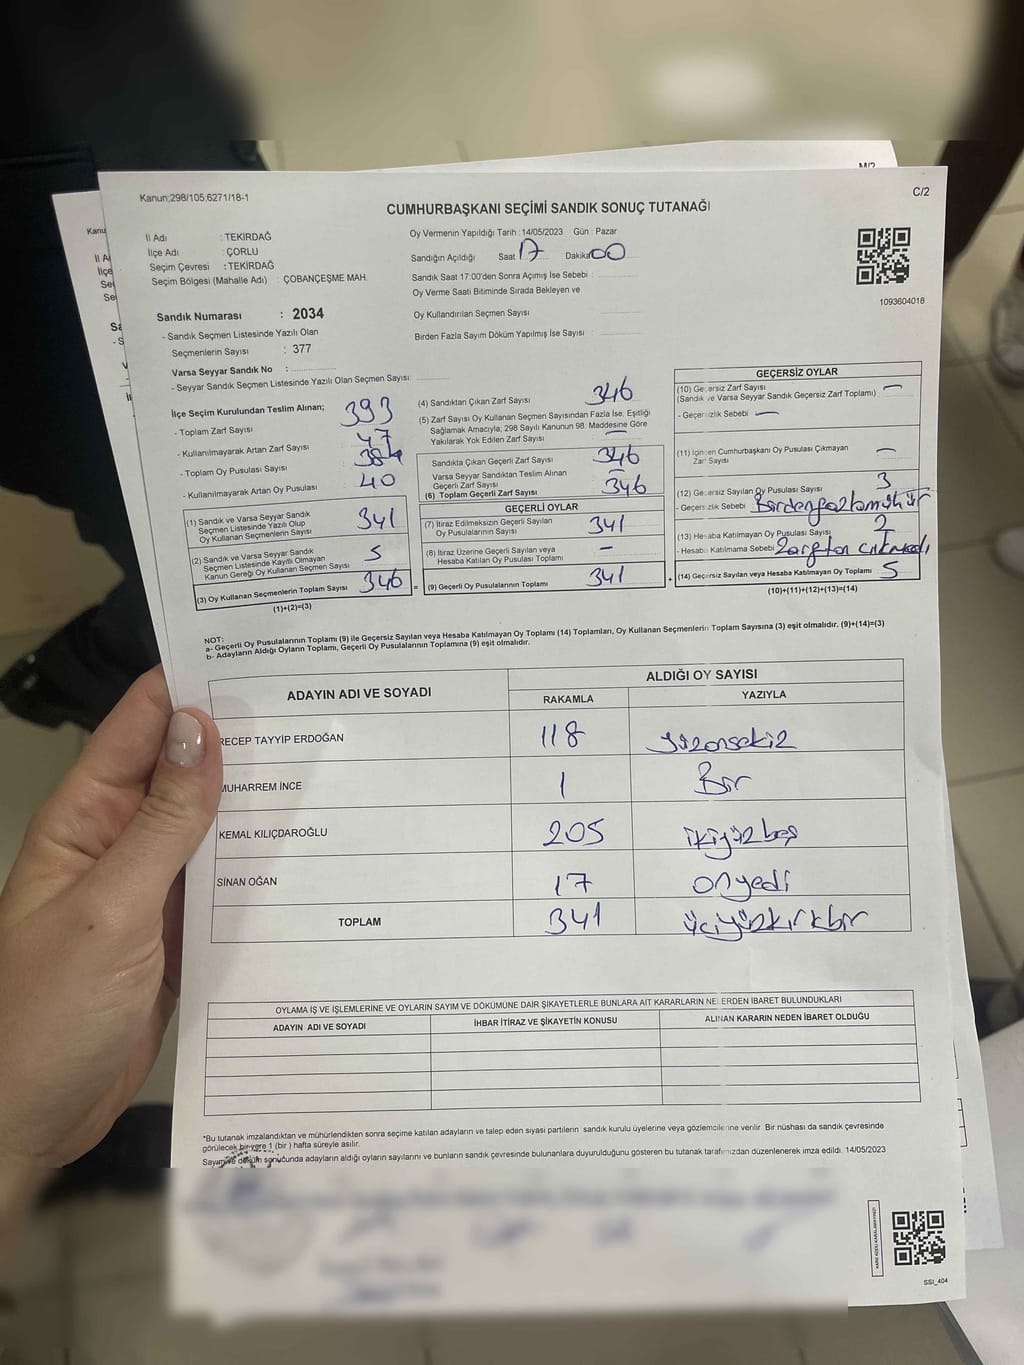 M/2
C/2
Kanun;298/105,6271/18-1
CUMHURBAŞKANI SEÇİMİ SANDIK SONUÇ TUTANAĞI
İl Adı : TEKİRDAĞ
İlçe Adı : ÇORLU
Seçim Çevresi : TEKİRDAĞ
Seçim Bölgesi (Mahalle Adı) : ÇOBANÇEŞME MAH.
Oy Vermenin Yapıldığı Tarih : 14/05/2023 Gün : Pazar
Sandığın Açıldığı Saat 17 Dakika 00
Sandık Saat 17:00'den Sonra Açımış İse Sebebi :
Oy Verme Saati Bitiminde Sırada Bekleyen ve
Oy Kullandırılan Seçmen Sayısı
Birden Fazla Sayım Döküm Yapılmış İse Sayısı
1093604018
Sandık Numarası : 2034
- Sandık Seçmen Listesinde Yazılı Olan
Seçmenlerin Sayısı : 377
Varsa Seyyar Sandık No :
- Seyyar Sandık Seçmen Listesinde Yazılı Olan Seçmen Sayısı:
İlçe Seçim Kurulundan Teslim Alınan;
- Toplam Zarf Sayısı 393
- Kullanılmayarak Artan Zarf Sayısı 47
- Toplam Oy Pusulası Sayısı
- Kullanılmayarak Artan Oy Pusulası 40
(1) Sandık ve Varsa Seyyar Sandık
Seçmen Listesinde Yazılı Olup
Oy Kullanan Seçmenlerin Sayısı 341
(2) Sandık ve Varsa Seyyar Sandık
Seçmen Listesinde Kayıtlı Olmayan
Kanun Gereği Oy Kullanan Seçmen Sayısı 5
(3) Oy Kullanan Seçmenlerin Toplam Sayısı 346
(1)+(2)=(3)
(4) Sandıktan Çıkan Zarf Sayısı 346
(5) Zarf Sayısı Oy Kullanan Seçmen Sayısından Fazla İse, Eşitliği
Sağlamak Amacıyla; 298 Sayılı Kanunun 98. Maddesine Göre
Yakılarak Yok Edilen Zarf Sayısı —
Sandıkta Çıkan Geçerli Zarf Sayısı 346
Varsa Seyyar Sandıktan Teslim Alınan
Geçerli Zarf Sayısı —
(6) Toplam Geçerli Zarf Sayısı 346
GEÇERLİ OYLAR
(7) İtiraz Edilmeksizin Geçerli Sayılan
Oy Pusulalarının Sayısı 341
(8) İtiraz Üzerine Geçerli Sayılan veya
Hesaba Katılan Oy Pusulası Toplamı —
= (9) Geçerli Oy Pusulalarının Toplamı 341
GEÇERSİZ OYLAR
(10) Geçersiz Zarf Sayısı —
(Sandık ve Varsa Seyyar Sandık Geçersiz Zarf Toplamı)
- Geçersizlik Sebebi —
(11) İçinden Cumhurbaşkanı Oy Pusulası Çıkmayan
Zarf Sayısı —
(12) Geçersiz Sayılan Oy Pusulası Sayısı 3
- Geçersizlik Sebebi Birden fazla mühür
(13) Hesaba Katılmayan Oy Pusulası Sayısı 2
- Hesaba Katılmama Sebebi Zarftan çıkmadı
+ (14) Geçersiz Sayılan veya Hesaba Katılmayan Oy Toplamı 5
(10)+(11)+(12)+(13)=(14)
NOT:
a- Geçerli Oy Pusulalarının Toplamı (9) ile Geçersiz Sayılan veya Hesaba Katılmayan Oy Toplamı (14) Toplamları, Oy Kullanan Seçmenlerin Toplam Sayısına (3) eşit olmalıdır. (9)+(14)=(3)
b- Adayların Aldığı Oyların Toplamı, Geçerli Oy Pusulalarının Toplamına (9) eşit olmalıdır.
ADAYIN ADI VE SOYADI ALDIĞI OY SAYISI
RAKAMLA YAZIYLA
RECEP TAYYİP ERDOĞAN 118 yüzonsekiz
MUHARREM İNCE 1 Bir
KEMAL KILIÇDAROĞLU 205 ikiyüzbeş
SİNAN OĞAN 17 onyedi
TOPLAM 341 üçyüzkırkbir
OYLAMA İŞ VE İŞLEMLERİNE VE OYLARIN SAYIM VE DÖKÜMÜNE DAİR ŞİKAYETLERLE BUNLARA AİT KARARLARIN NELERDEN İBARET BULUNDUKLARI
ADAYIN ADI VE SOYADI İHBAR İTİRAZ VE ŞİKAYETİN KONUSU ALINAN KARARIN NEDEN İBARET OLDUĞU
*Bu tutanak imzalandıktan ve mühürlendikten sonra seçime katılan adayların ve talep eden siyasi partilerin sandık kurulu üyelerine veya gözlemcilerine verilir. Bir nüshası da sandık çevresinde
görülecek bir yere 1 (bir ) hafta süreyle asılır.
Sayım ve döküm sonucunda adayların aldığı oyların sayılarını ve bunların sandık çevresinde bulunanlara duyurulduğunu gösteren bu tutanak tarafımızdan düzenlenerek imza edildi. 14/05/2023
KARE KODU KARALAMAYINIZ!
SSI_404